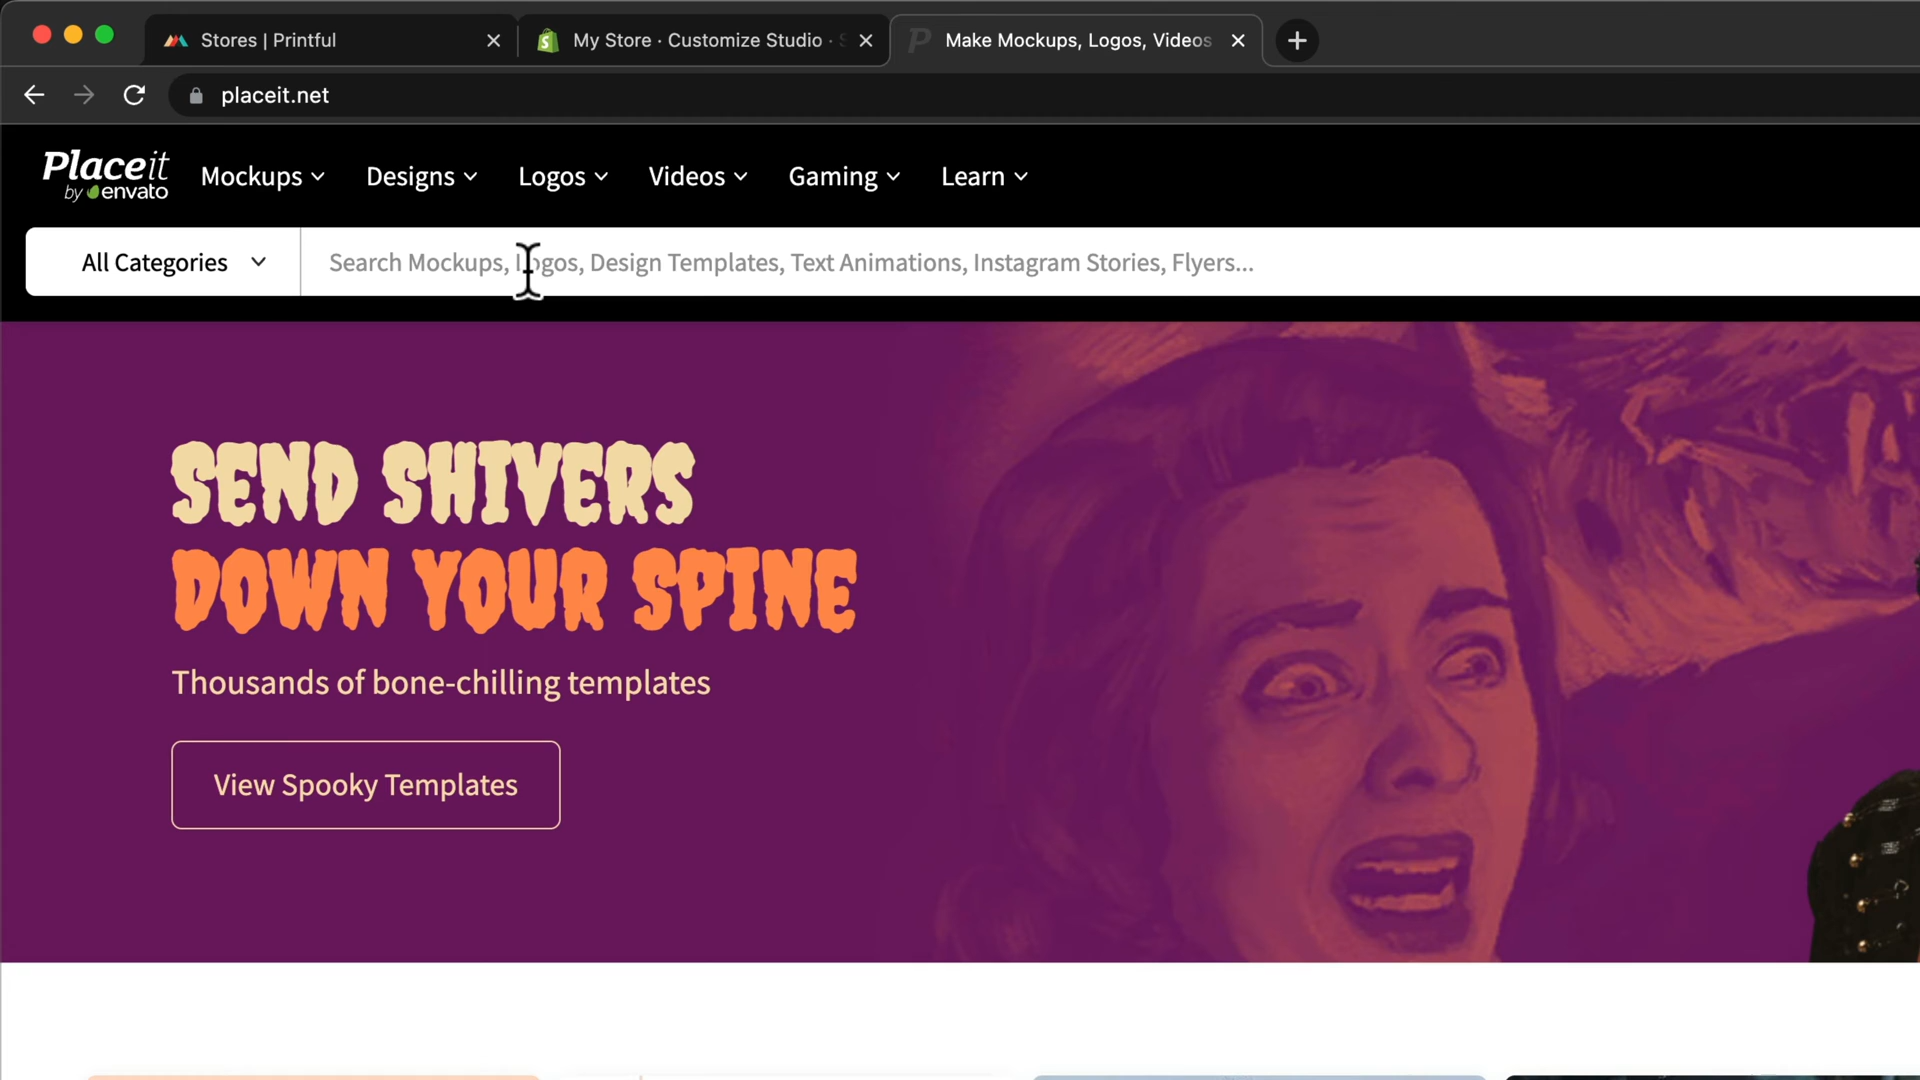 Stores | Printful
My Store · Customize Studio ·
Make Mockups, Logos, Videos
placeit.net
Placeit
by envato
Mockups
Designs
Logos
Videos
Gaming
Learn
All Categories
Search Mockups, Logos, Design Templates, Text Animations, Instagram Stories, Flyers...
SEND SHIVERS
DOWN YOUR SPINE
Thousands of bone-chilling templates
View Spooky Templates